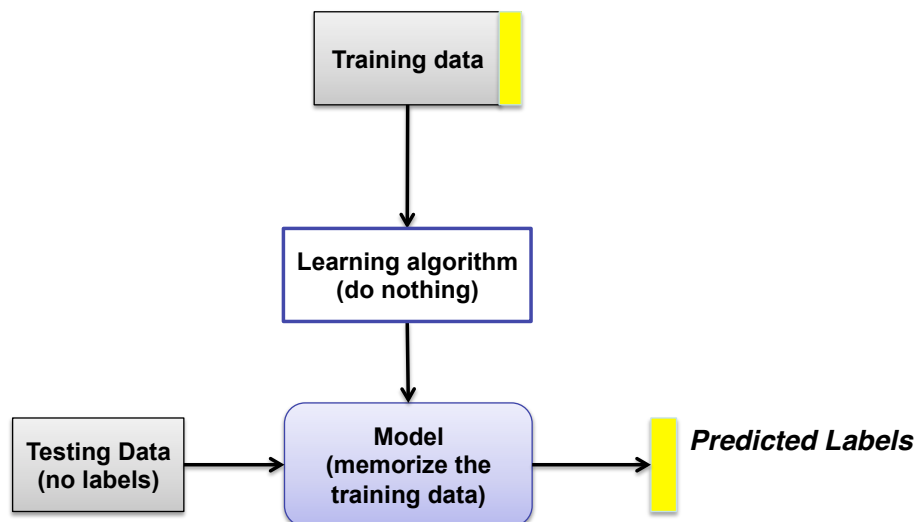 Training data
Learning algorithm
(do nothing)
Testing Data
(no labels)
Model
(memorize the
training data)
Predicted Labels